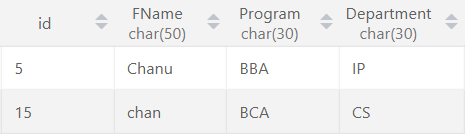 id FName Program Department
char(50) char(30) char(30)
5 Chanu BBA IP
15 chan BCA CS